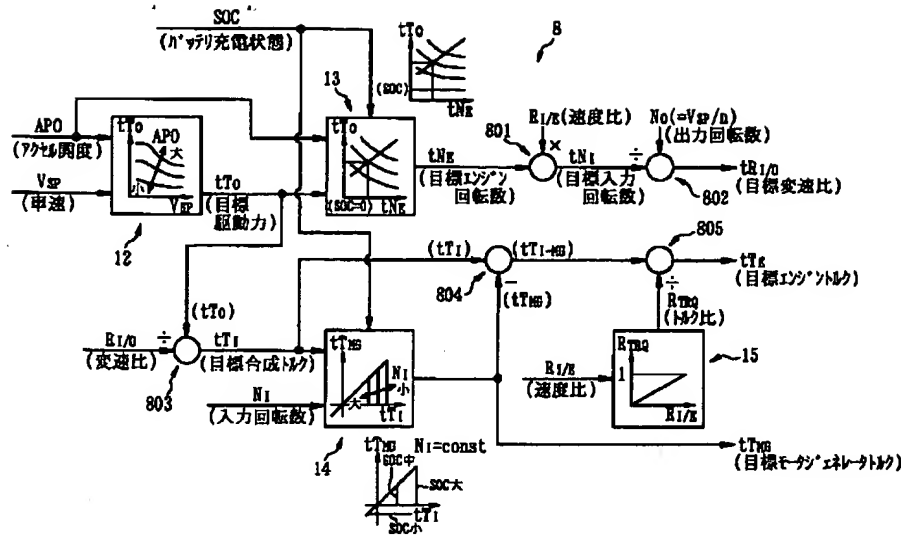 SOC
(ﾊﾞｯﾃﾘ充電状態)
8
tTO
(SOC)
tNE
13
RI/E(速度比)
NO(=VSP/n)
(出力回転数)
801
APO
(ｱｸｾﾙ開度)
tTO
APO
大
小
VSP
tTO
(SOC=0)
tNE
tNE
(目標ｴﾝｼﾞﾝ
回転数)
×
tNI
(目標入力
回転数)
÷
tRI/O
(目標変速比)
802
VSP
(車速)
tTO
(目標
駆動力)
12
805
(tTI)
(tTI-MG)
tTE
(目標ｴﾝｼﾞﾝﾄﾙｸ)
804
−
(tTMG)
÷
RTRQ
(ﾄﾙｸ比)
(tTO)
RI/O
(変速比)
÷
tTI
(目標合成ﾄﾙｸ)
803
tTMG
NI
大
小
tTI
RTRQ
1
RI/E
15
RI/E
(速度比)
NI
(入力回転数)
14
tTMG
(目標ﾓｰﾀｼﾞｪﾈﾚｰﾀﾄﾙｸ)
tTMG
NI=const
SOC中
SOC大
tTI
SOC小